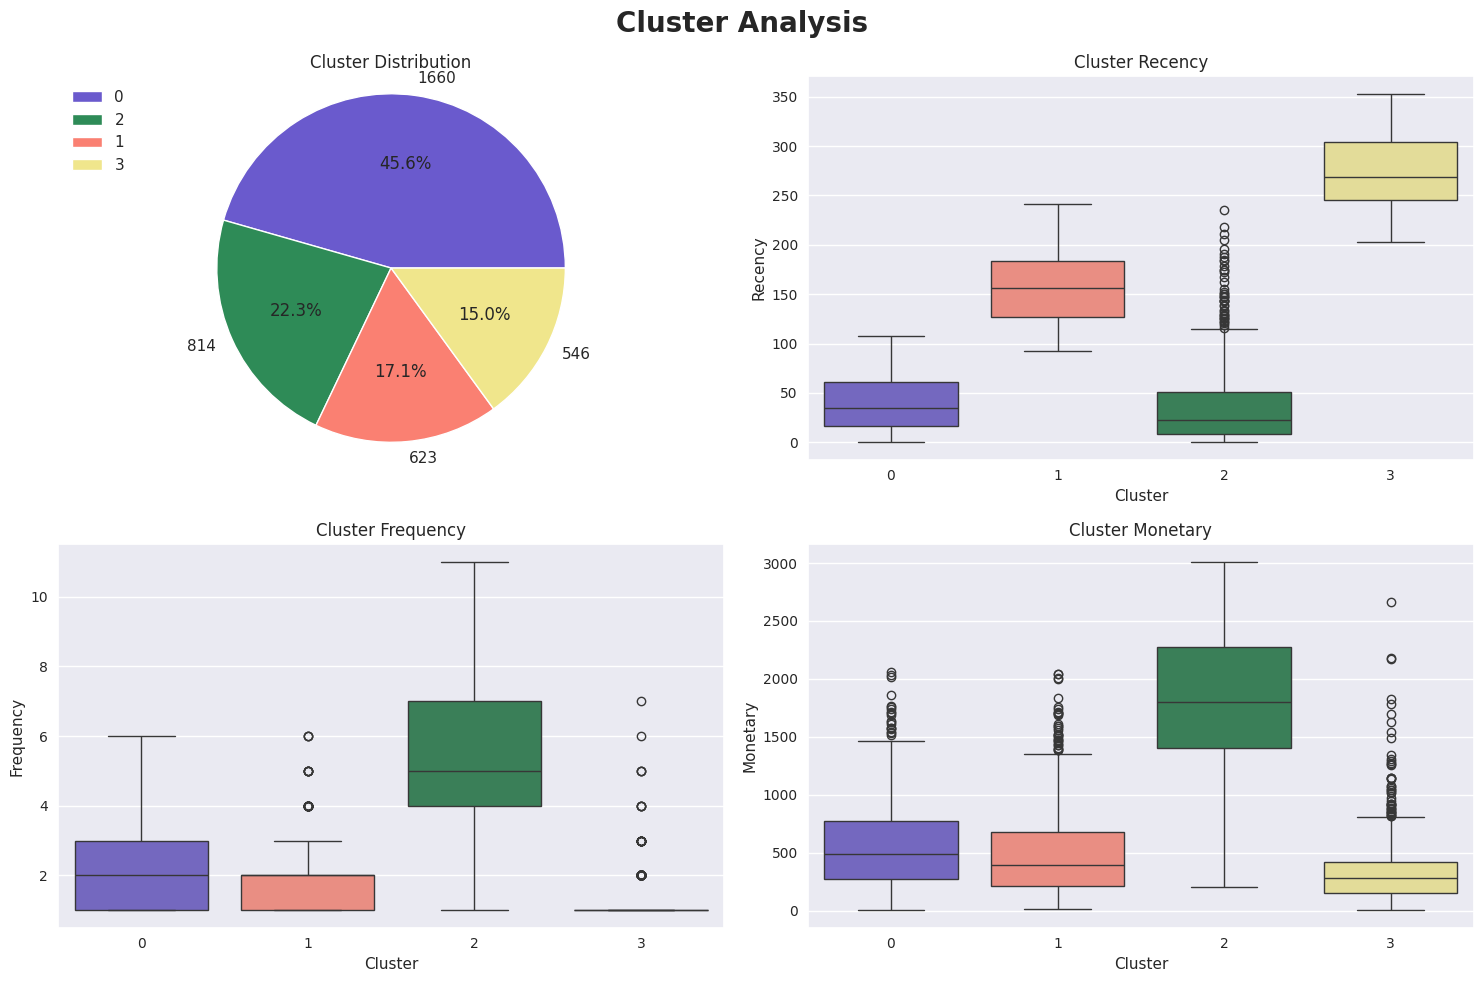 Cluster Analysis
Cluster Distribution
0
2
1
3
1660
45.6%
22.3%
814
17.1%
623
15.0%
546
Cluster Recency
Recency
350
300
250
200
150
100
50
0
0 1 2 3
Cluster
Cluster Frequency
Frequency
10
8
6
4
2
0 1 2 3
Cluster
Cluster Monetary
Monetary
3000
2500
2000
1500
1000
500
0
0 1 2 3
Cluster